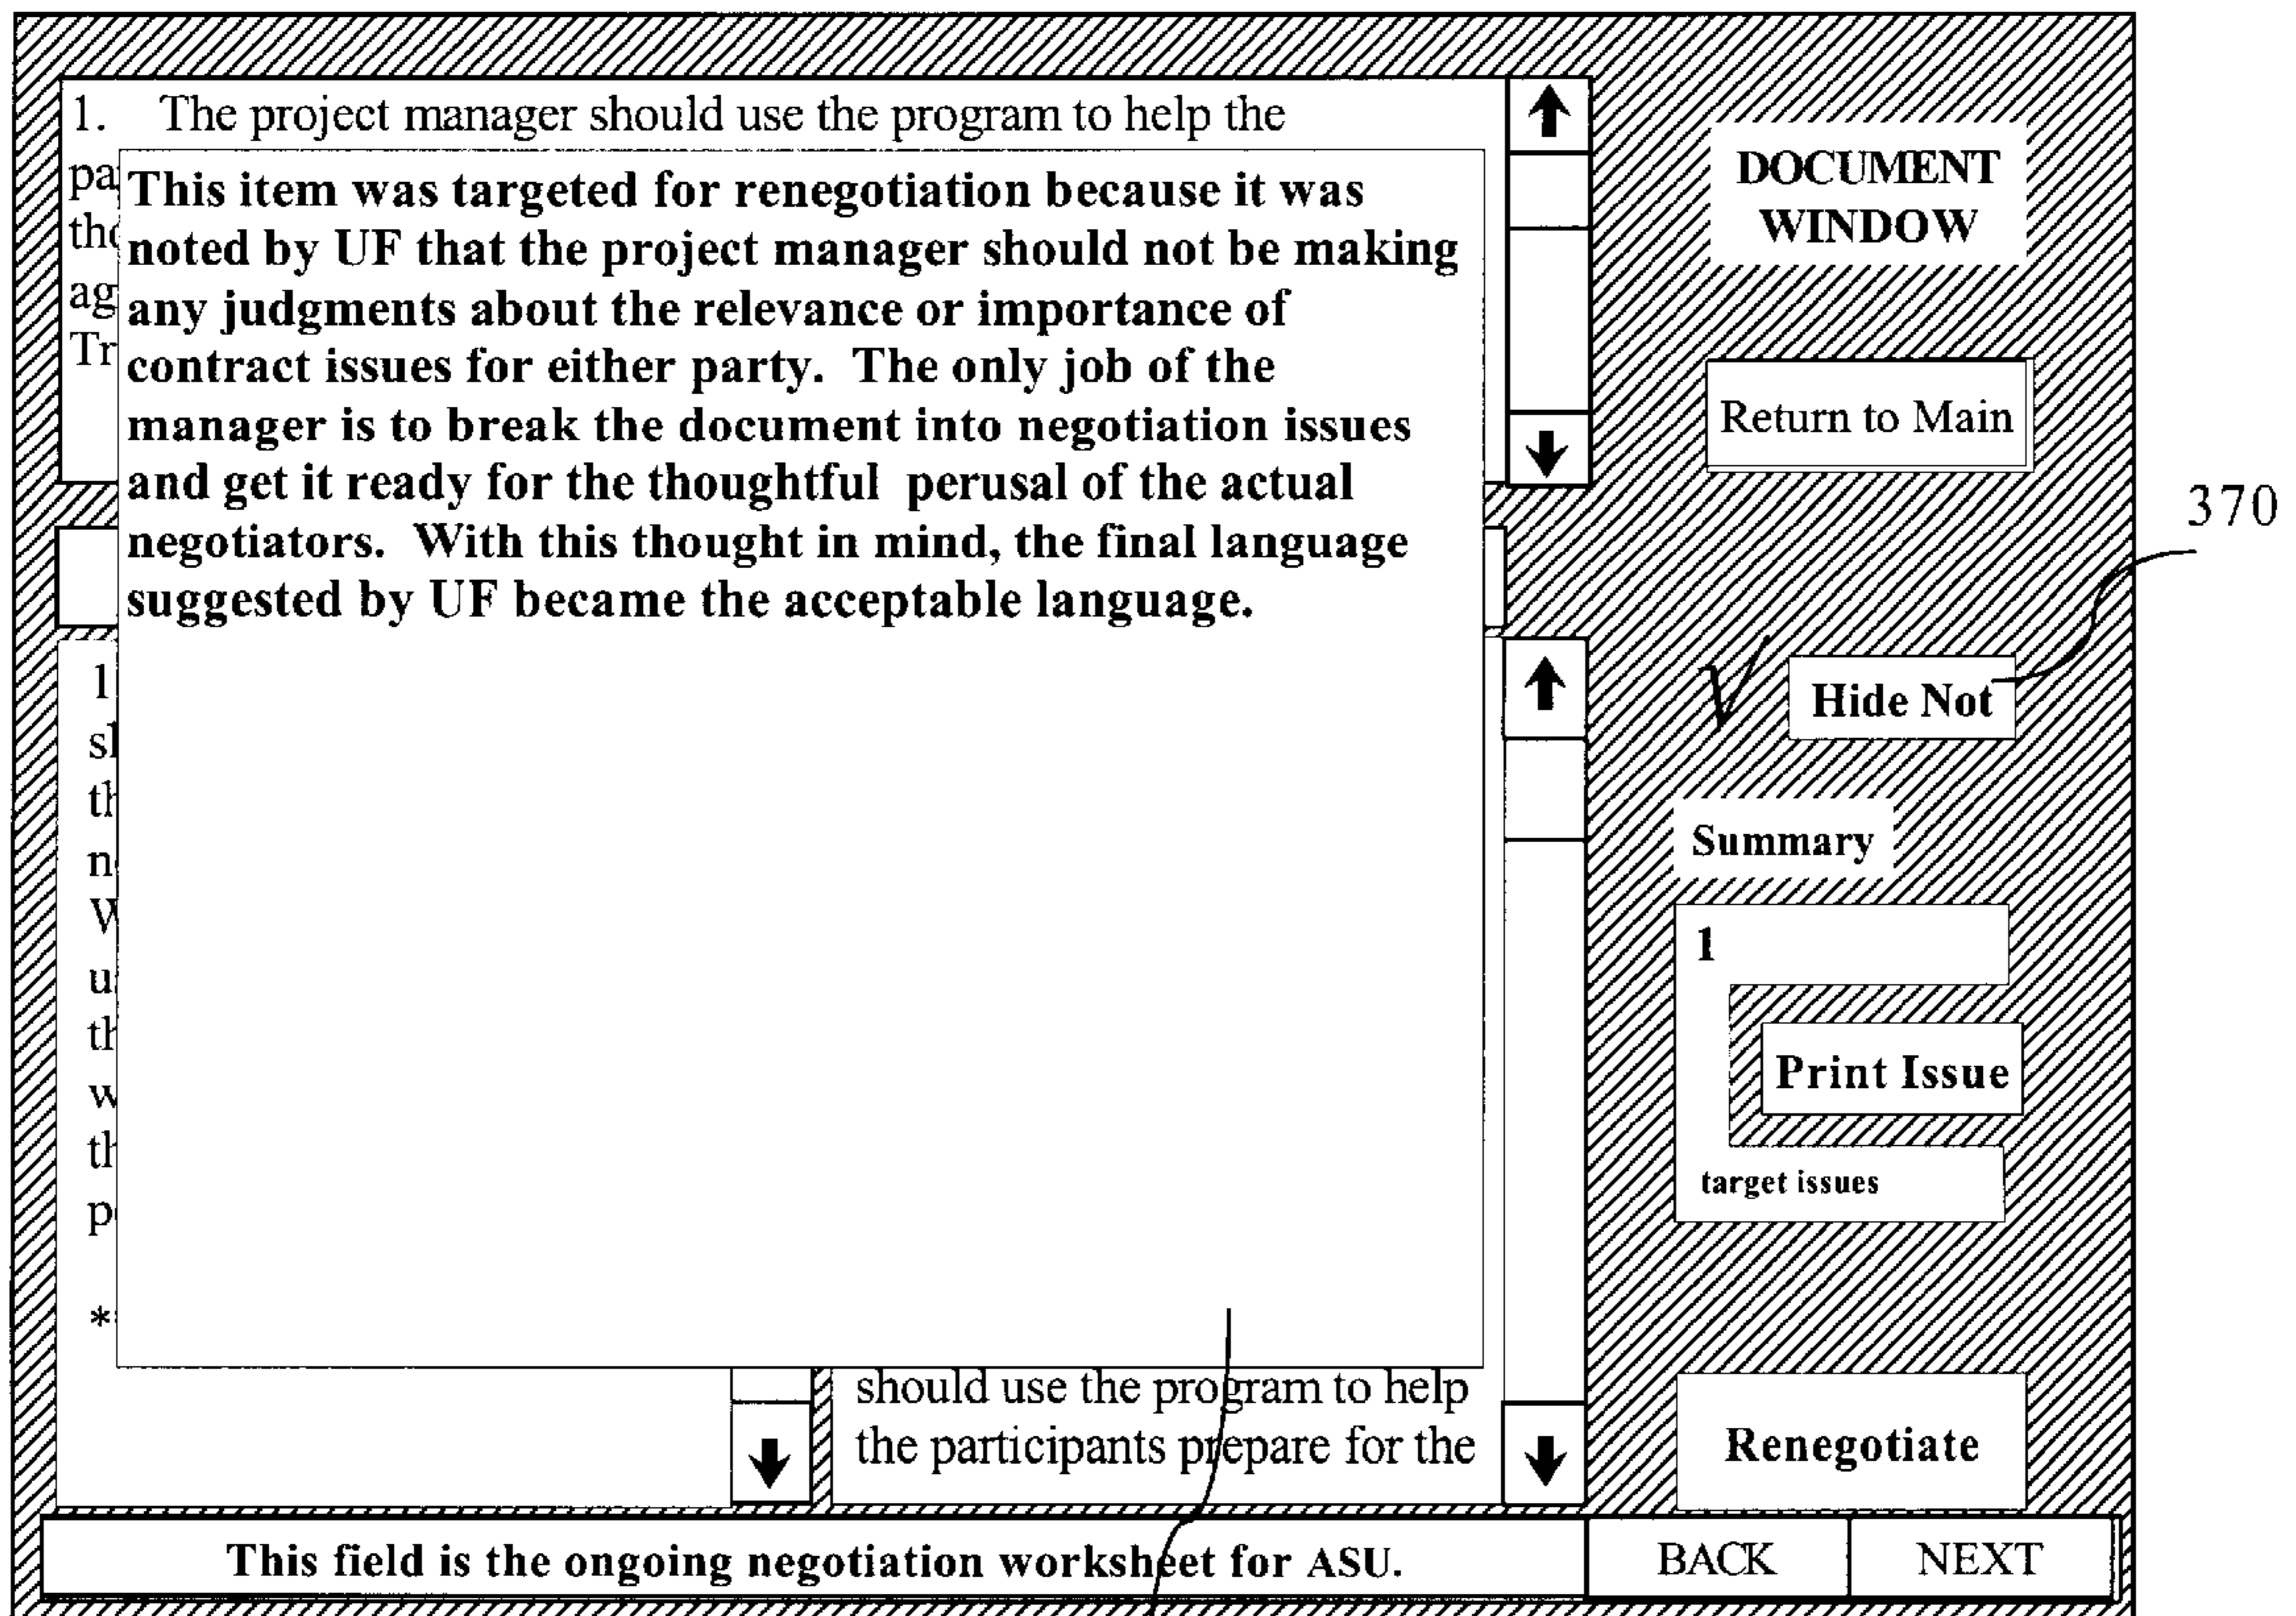 1. The project manager should use the program to help the
This item was targeted for renegotiation because it was
noted by UF that the project manager should not be making
any judgments about the relevance or importance of
contract issues for either party. The only job of the
manager is to break the document into negotiation issues
and get it ready for the thoughtful perusal of the actual
negotiators. With this thought in mind, the final language
suggested by UF became the acceptable language.
should use the program to help
the participants prepare for the
This field is the ongoing negotiation worksheet for ASU.
BACK
NEXT
DOCUMENT
WINDOW
Return to Main
370
Hide Not
Summary
1
Print Issue
target issues
Renegotiate